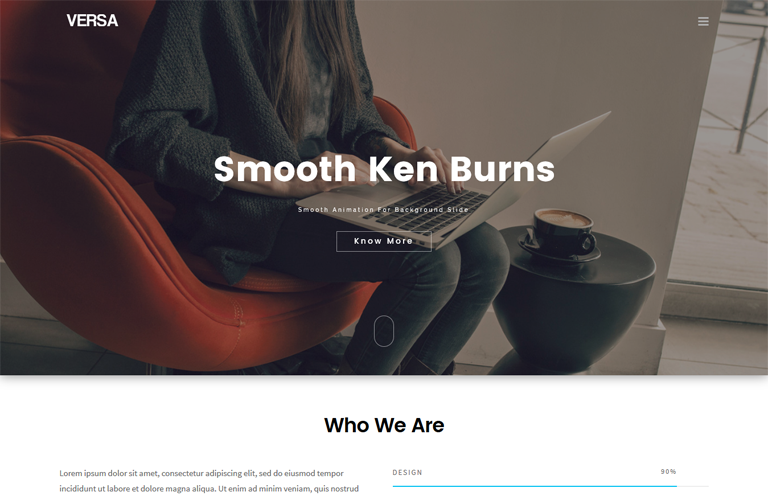 VERSA
Smooth Ken Burns
Smooth Animation For Background Slide
Know More
Who We Are
Lorem ipsum dolor sit amet, consectetur adipiscing elit, sed do eiusmod tempor
incididunt ut labore et dolore magna aliqua. Ut enim ad minim veniam, quis nostrud
DESIGN
90%